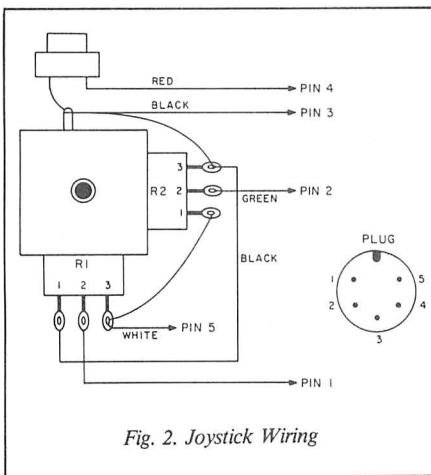 RED
PIN 4
BLACK
PIN 3
3
R2
2
GREEN
PIN 2
1
BLACK
PLUG
R1
1 2 3
WHITE
PIN 5
1
5
2
4
3
PIN 1
Fig. 2. Joystick Wiring